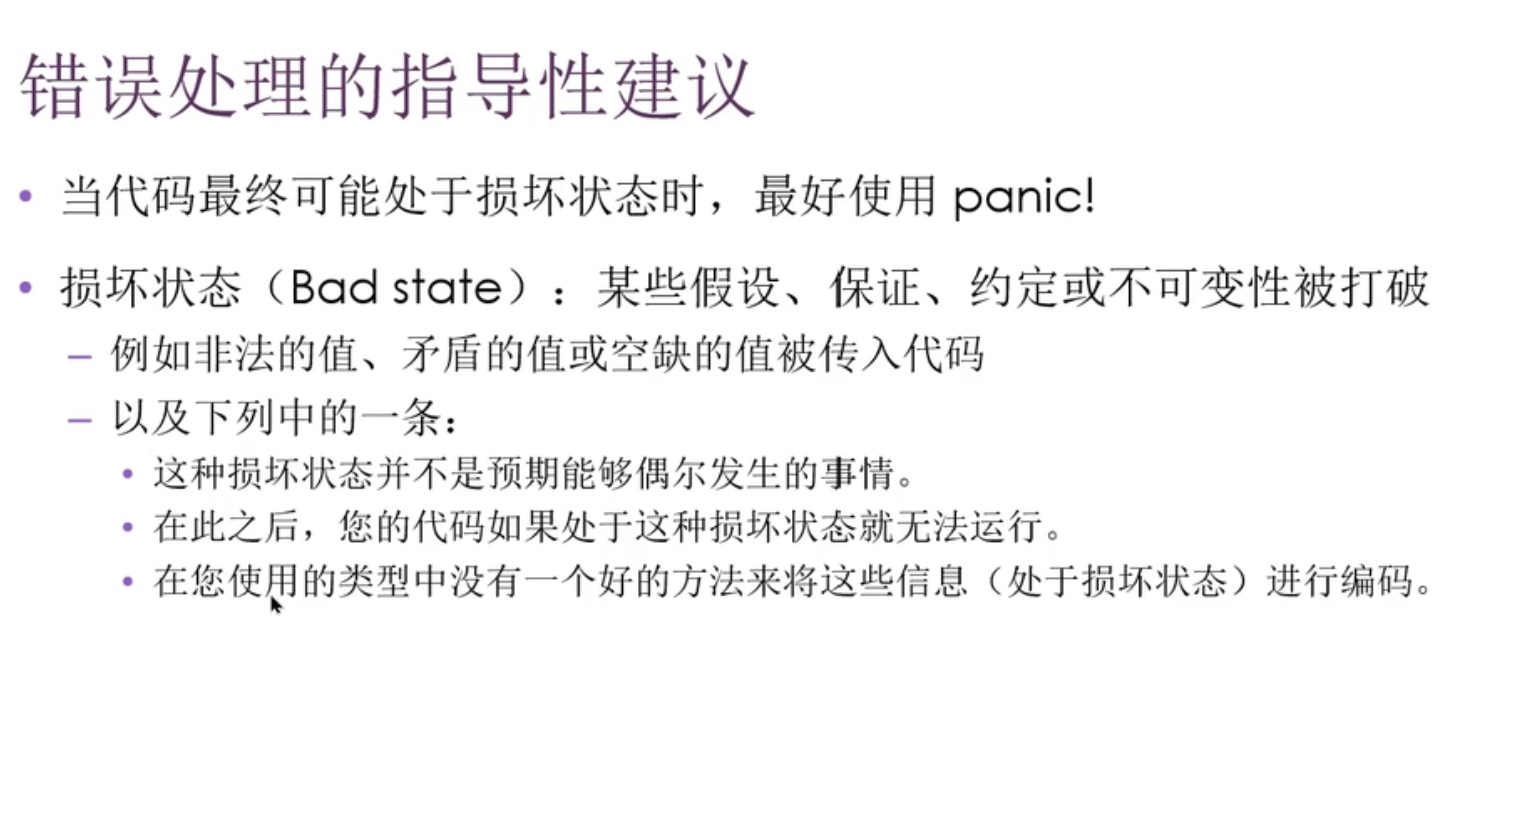 错误处理的指导性建议
• 当代码最终可能处于损坏状态时，最好使用 panic!
• 损坏状态（Bad state）：某些假设、保证、约定或不可变性被打破
– 例如非法的值、矛盾的值或空缺的值被传入代码
– 以及下列中的一条：
• 这种损坏状态并不是预期能够偶尔发生的事情。
• 在此之后，您的代码如果处于这种损坏状态就无法运行。
• 在您使用的类型中没有一个好的方法来将这些信息（处于损坏状态）进行编码。